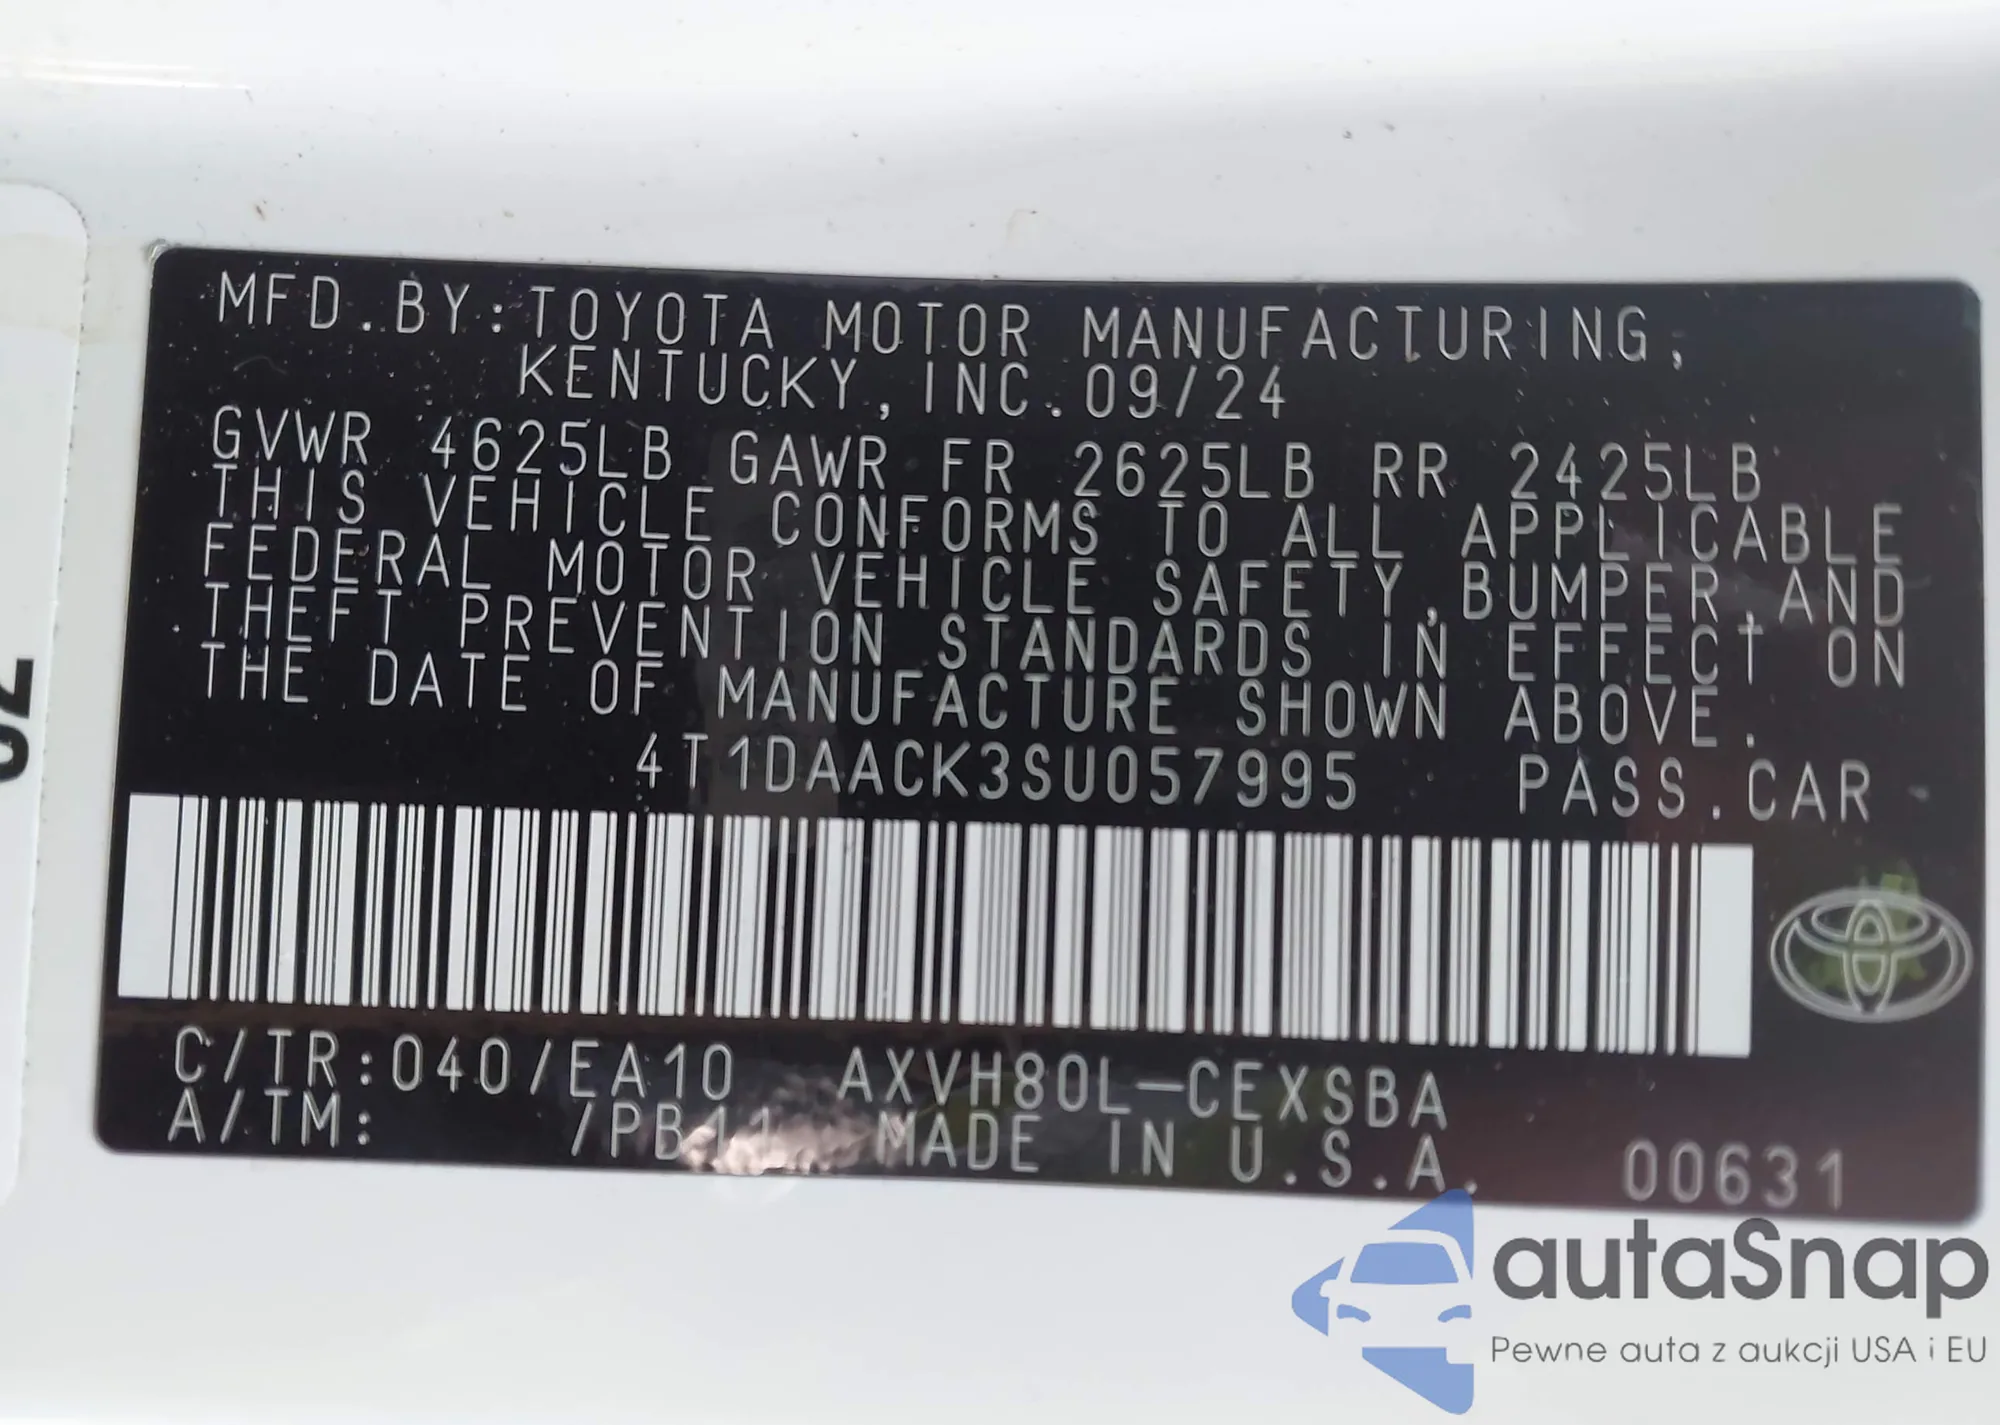 MFD.BY:TOYOTA MOTOR MANUFACTURING,
KENTUCKY, INC.09/24
GVWR 4625LB GAWR FR 2625LB RR 2425LB
THIS VEHICLE CONFORMS TO ALL APPLICABLE
FEDERAL MOTOR VEHICLE SAFETY,BUMPER,AND
THEFT PREVENTION STANDARDS IN EFFECT ON
THE DATE OF MANUFACTURE SHOWN ABOVE.
4T1DAACK3SU057995 PASS.CAR
C/TR:040/EA10 AXVH80L-CEXSBA
A/TM: /PB11 MADE IN U.S.A.
00631
autaSnap
Pewne auta z aukcji USA i EU